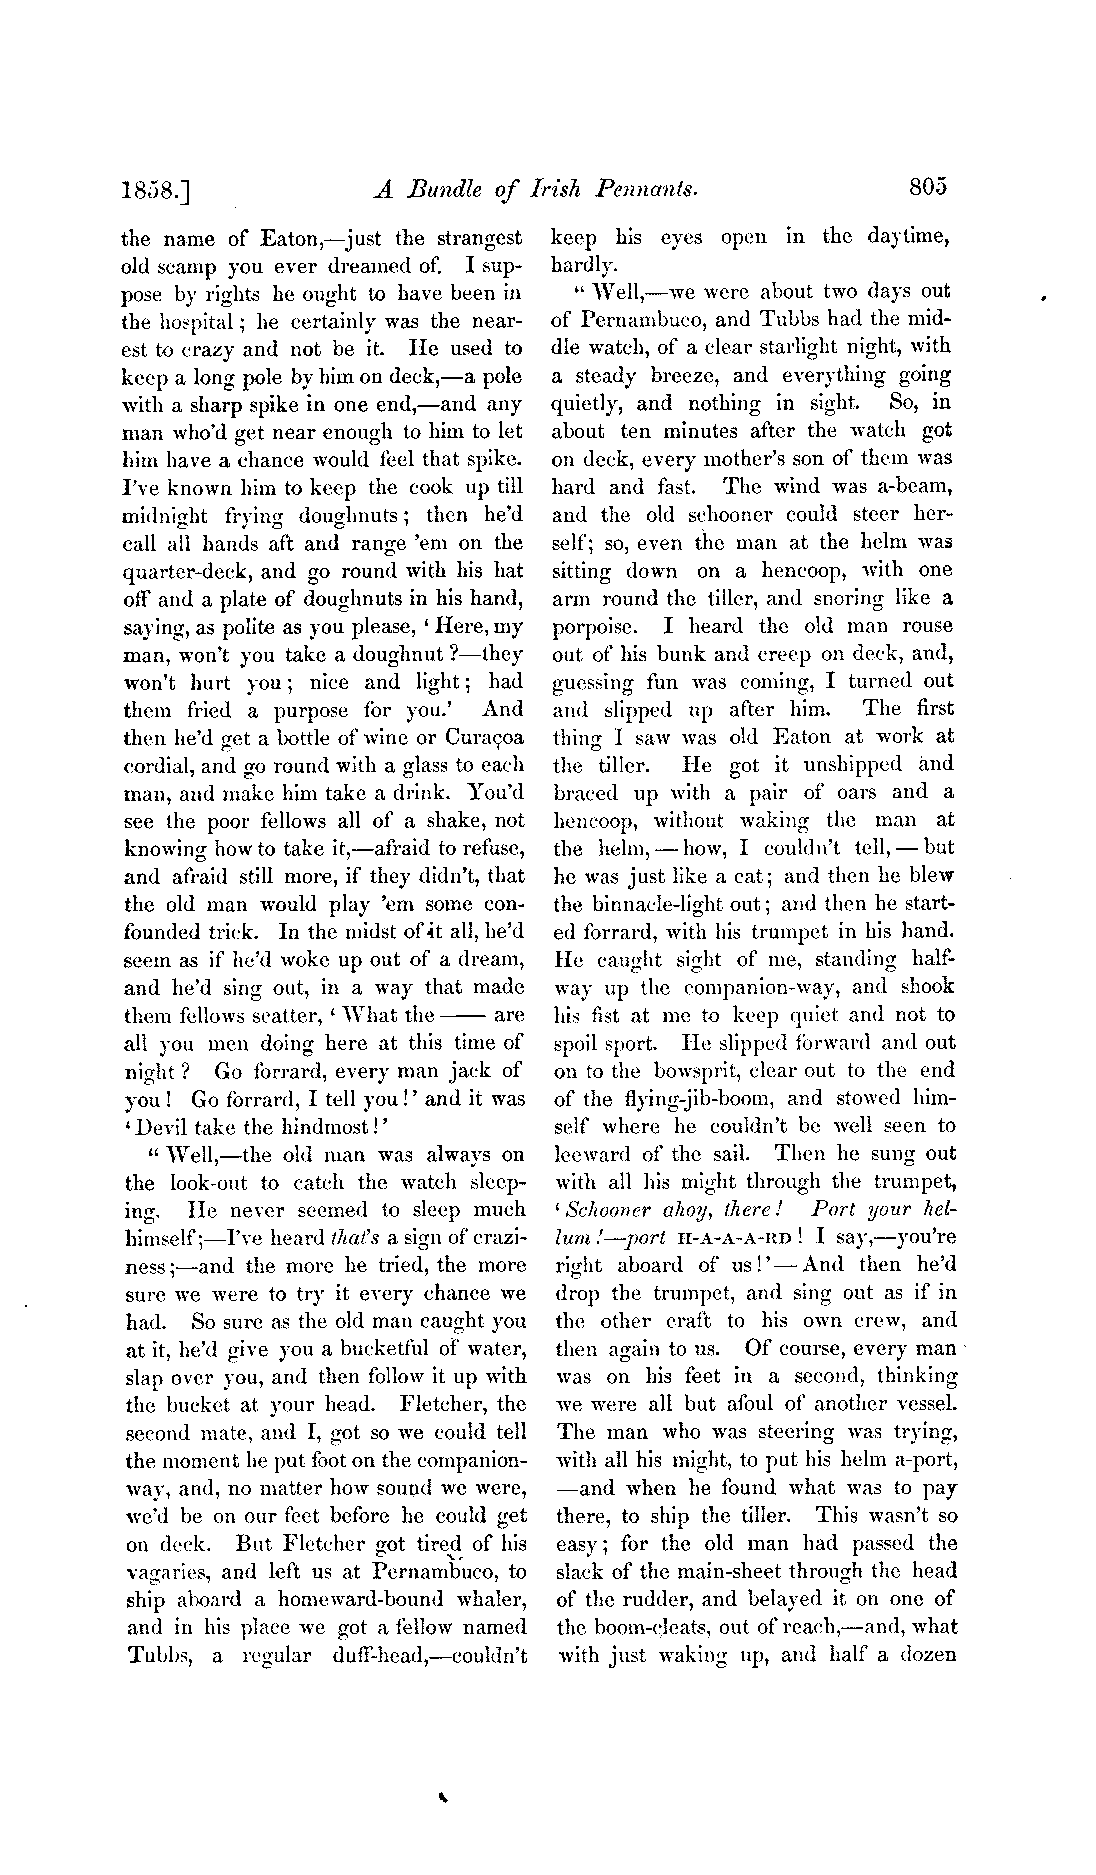 1858.] A Bundle of Irish Pennants. 805
the name of Eaton,—just the strangest
old scamp you ever dreamed of. I sup-
pose by rights he ought to have been in
the hospital; he certainly was the near-
est to crazy and not be it. He used to
keep a long pole by him on deck,—a pole
with a sharp spike in one end,—and any
man who'd get near enough to him to let
him have a chance would feel that spike.
I've known him to keep the cook up till
midnight frying doughnuts; then he'd
call all hands aft and range 'em on the
quarter-deck, and go round with his hat
off and a plate of doughnuts in his hand,
saying, as polite as you please, 'Here, my
man, won't you take a doughnut?—they
won't hurt you; nice and light; had
them fried a purpose for you.' And
then he'd get a bottle of wine or Curaçoa
cordial, and go round with a glass to each
man, and make him take a drink. You'd
see the poor fellows all of a shake, not
knowing how to take it,—afraid to refuse,
and afraid still more, if they didn't, that
the old man would play 'em some con-
founded trick. In the midst of it all, he'd
seem as if he'd woke up out of a dream,
and he'd sing out, in a way that made
them fellows scatter, 'What the —— are
all you men doing here at this time of
night? Go forrard, every man jack of
you! Go forrard, I tell you!' and it was
'Devil take the hindmost!'
"Well,—the old man was always on
the look-out to catch the watch sleep-
ing. He never seemed to sleep much
himself;—I've heard that's a sign of crazi-
ness;—and the more he tried, the more
sure we were to try it every chance we
had. So sure as the old man caught you
at it, he'd give you a bucketful of water,
slap over you, and then follow it up with
the bucket at your head. Fletcher, the
second mate, and I, got so we could tell
the moment he put foot on the companion-
way, and, no matter how sound we were,
we'd be on our feet before he could get
on deck. But Fletcher got tired of his
vagaries, and left us at Pernambuco, to
ship aboard a homeward-bound whaler,
and in his place we got a fellow named
Tubbs, a regular duff-head,—couldn't
keep his eyes open in the daytime,
hardly.
"Well,—we were about two days out
of Pernambuco, and Tubbs had the mid-
dle watch, of a clear starlight night, with
a steady breeze, and everything going
quietly, and nothing in sight. So, in
about ten minutes after the watch got
on deck, every mother's son of them was
hard and fast. The wind was a-beam,
and the old schooner could steer her-
self; so, even the man at the helm was
sitting down on a hencoop, with one
arm round the tiller, and snoring like a
porpoise. I heard the old man rouse
out of his bunk and creep on deck, and,
guessing fun was coming, I turned out
and slipped up after him. The first
thing I saw was old Eaton at work at
the tiller. He got it unshipped and
braced up with a pair of oars and a
hencoop, without waking the man at
the helm,—how, I couldn't tell,—but
he was just like a cat; and then he blew
the binnacle-light out; and then he start-
ed forrard, with his trumpet in his hand.
He caught sight of me, standing half-
way up the companion-way, and shook
his fist at me to keep quiet and not to
spoil sport. He slipped forward and out
on to the bowsprit, clear out to the end
of the flying-jib-boom, and stowed him-
self where he couldn't be well seen to
leeward of the sail. Then he sung out
with all his might through the trumpet,
'Schooner ahoy, there! Port your hel-
lum!—port H-A-A-A-RD! I say,—you're
right aboard of us!'—And then he'd
drop the trumpet, and sing out as if in
the other craft to his own crew, and
then again to us. Of course, every man
was on his feet in a second, thinking
we were all but afoul of another vessel.
The man who was steering was trying,
with all his might, to put his helm a-port,
—and when he found what was to pay
there, to ship the tiller. This wasn't so
easy; for the old man had passed the
slack of the main-sheet through the head
of the rudder, and belayed it on one of
the boom-cleats, out of reach,—and, what
with just waking up, and half a dozen